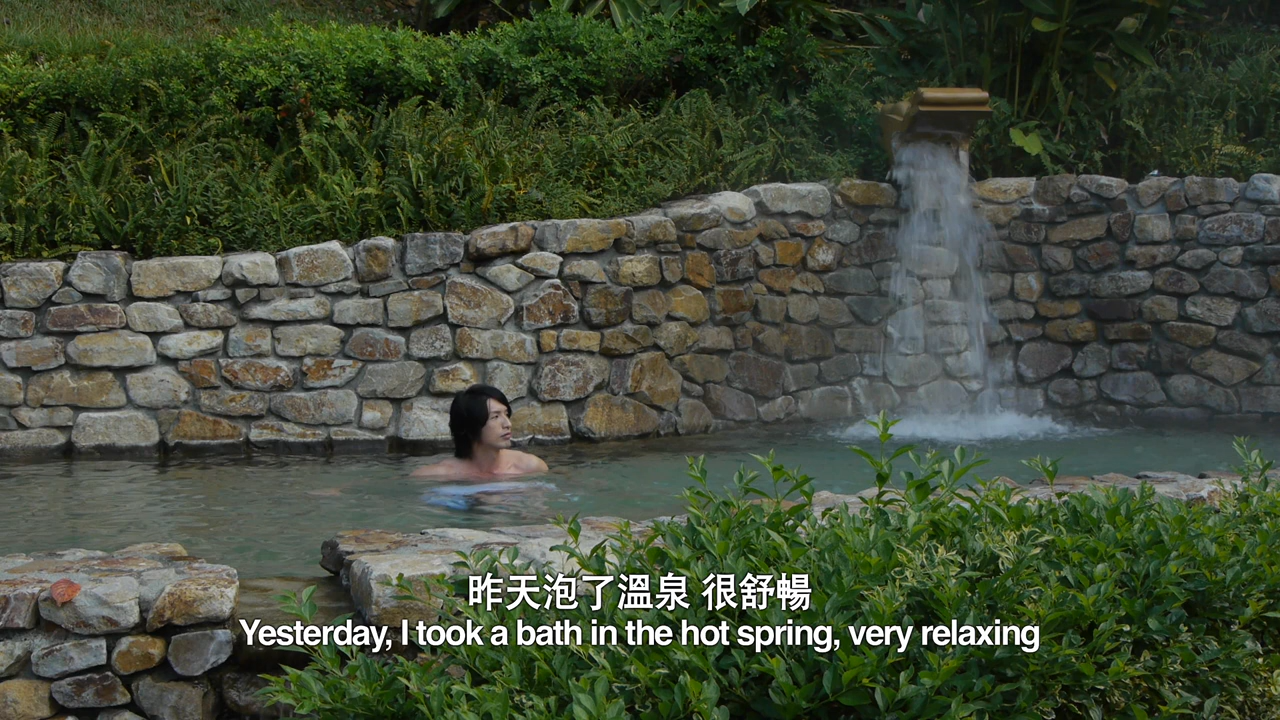 昨天泡了溫泉 很舒暢
Yesterday, I took a bath in the hot spring, very relaxing